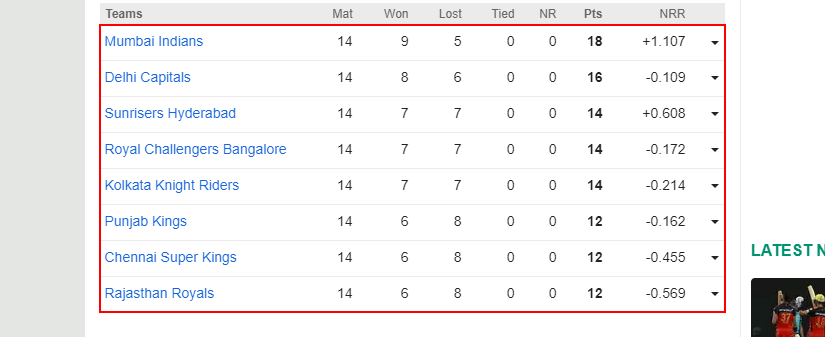 Teams Mat Won Lost Tied NR Pts NRR
Mumbai Indians 14 9 5 0 0 18 +1.107
Delhi Capitals 14 8 6 0 0 16 -0.109
Sunrisers Hyderabad 14 7 7 0 0 14 +0.608
Royal Challengers Bangalore 14 7 7 0 0 14 -0.172
Kolkata Knight Riders 14 7 7 0 0 14 -0.214
Punjab Kings 14 6 8 0 0 12 -0.162
Chennai Super Kings 14 6 8 0 0 12 -0.455
Rajasthan Royals 14 6 8 0 0 12 -0.569
LATEST N
37